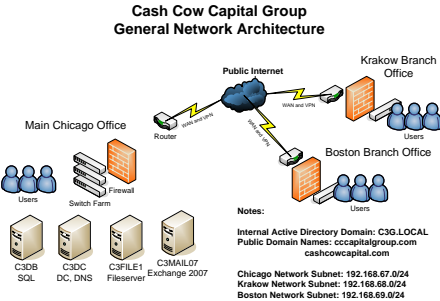 Cash Cow Capital Group
General Network Architecture
Public Internet
Krakow Branch
Office
WAN and VPN
WAN and VPN
WAN and VPN
Main Chicago Office
Router
Users
Boston Branch Office
Firewall
Users
Switch Farm
Users
Notes:
Internal Active Directory Domain: C3G.LOCAL
Public Domain Names: cccapitalgroup.com
cashcowcapital.com
C3DB
SQL
C3DC
DC, DNS
C3FILE1
Fileserver
C3MAIL07
Exchange 2007
Chicago Network Subnet: 192.168.67.0/24
Krakow Network Subnet: 192.168.68.0/24
Boston Network Subnet: 192.168.69.0/24